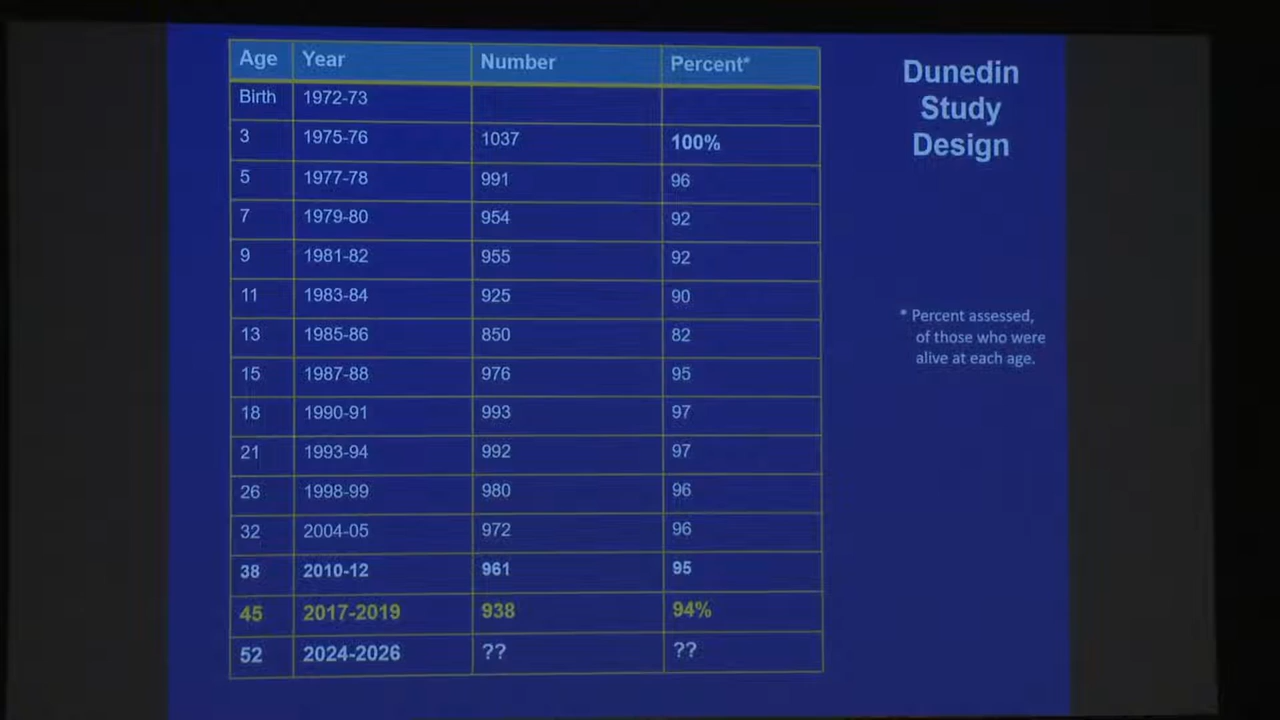 Age Year Number Percent*
Birth 1972-73
3 1975-76 1037 100%
5 1977-78 991 96
7 1979-80 954 92
9 1981-82 955 92
11 1983-84 925 90
13 1985-86 850 82
15 1987-88 976 95
18 1990-91 993 97
21 1993-94 992 97
26 1998-99 980 96
32 2004-05 972 96
38 2010-12 961 95
45 2017-2019 938 94%
52 2024-2026 ?? ??
Dunedin
Study
Design
* Percent assessed,
of those who were
alive at each age.